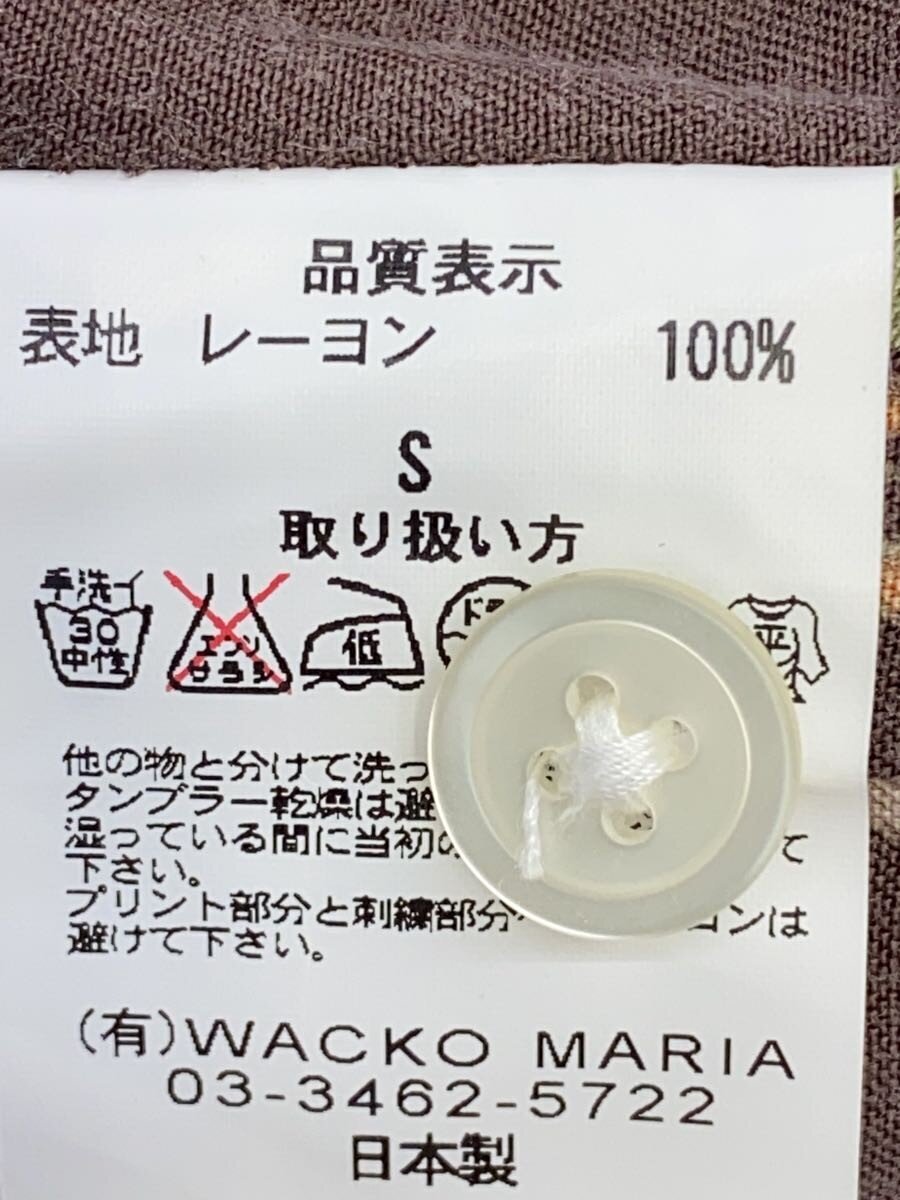 品質表示
表地 レーヨン 100%
S
取り扱い方
手洗イ
30
中性
エンソ
サラシ
低
平
他の物と分けて洗っ
タンブラー乾燥は避
湿っている間に当初の て
下さい。
プリント部分と刺繍部分 ョンは
避けて下さい。
(有)WACKO MARIA
03-3462-5722
日本製